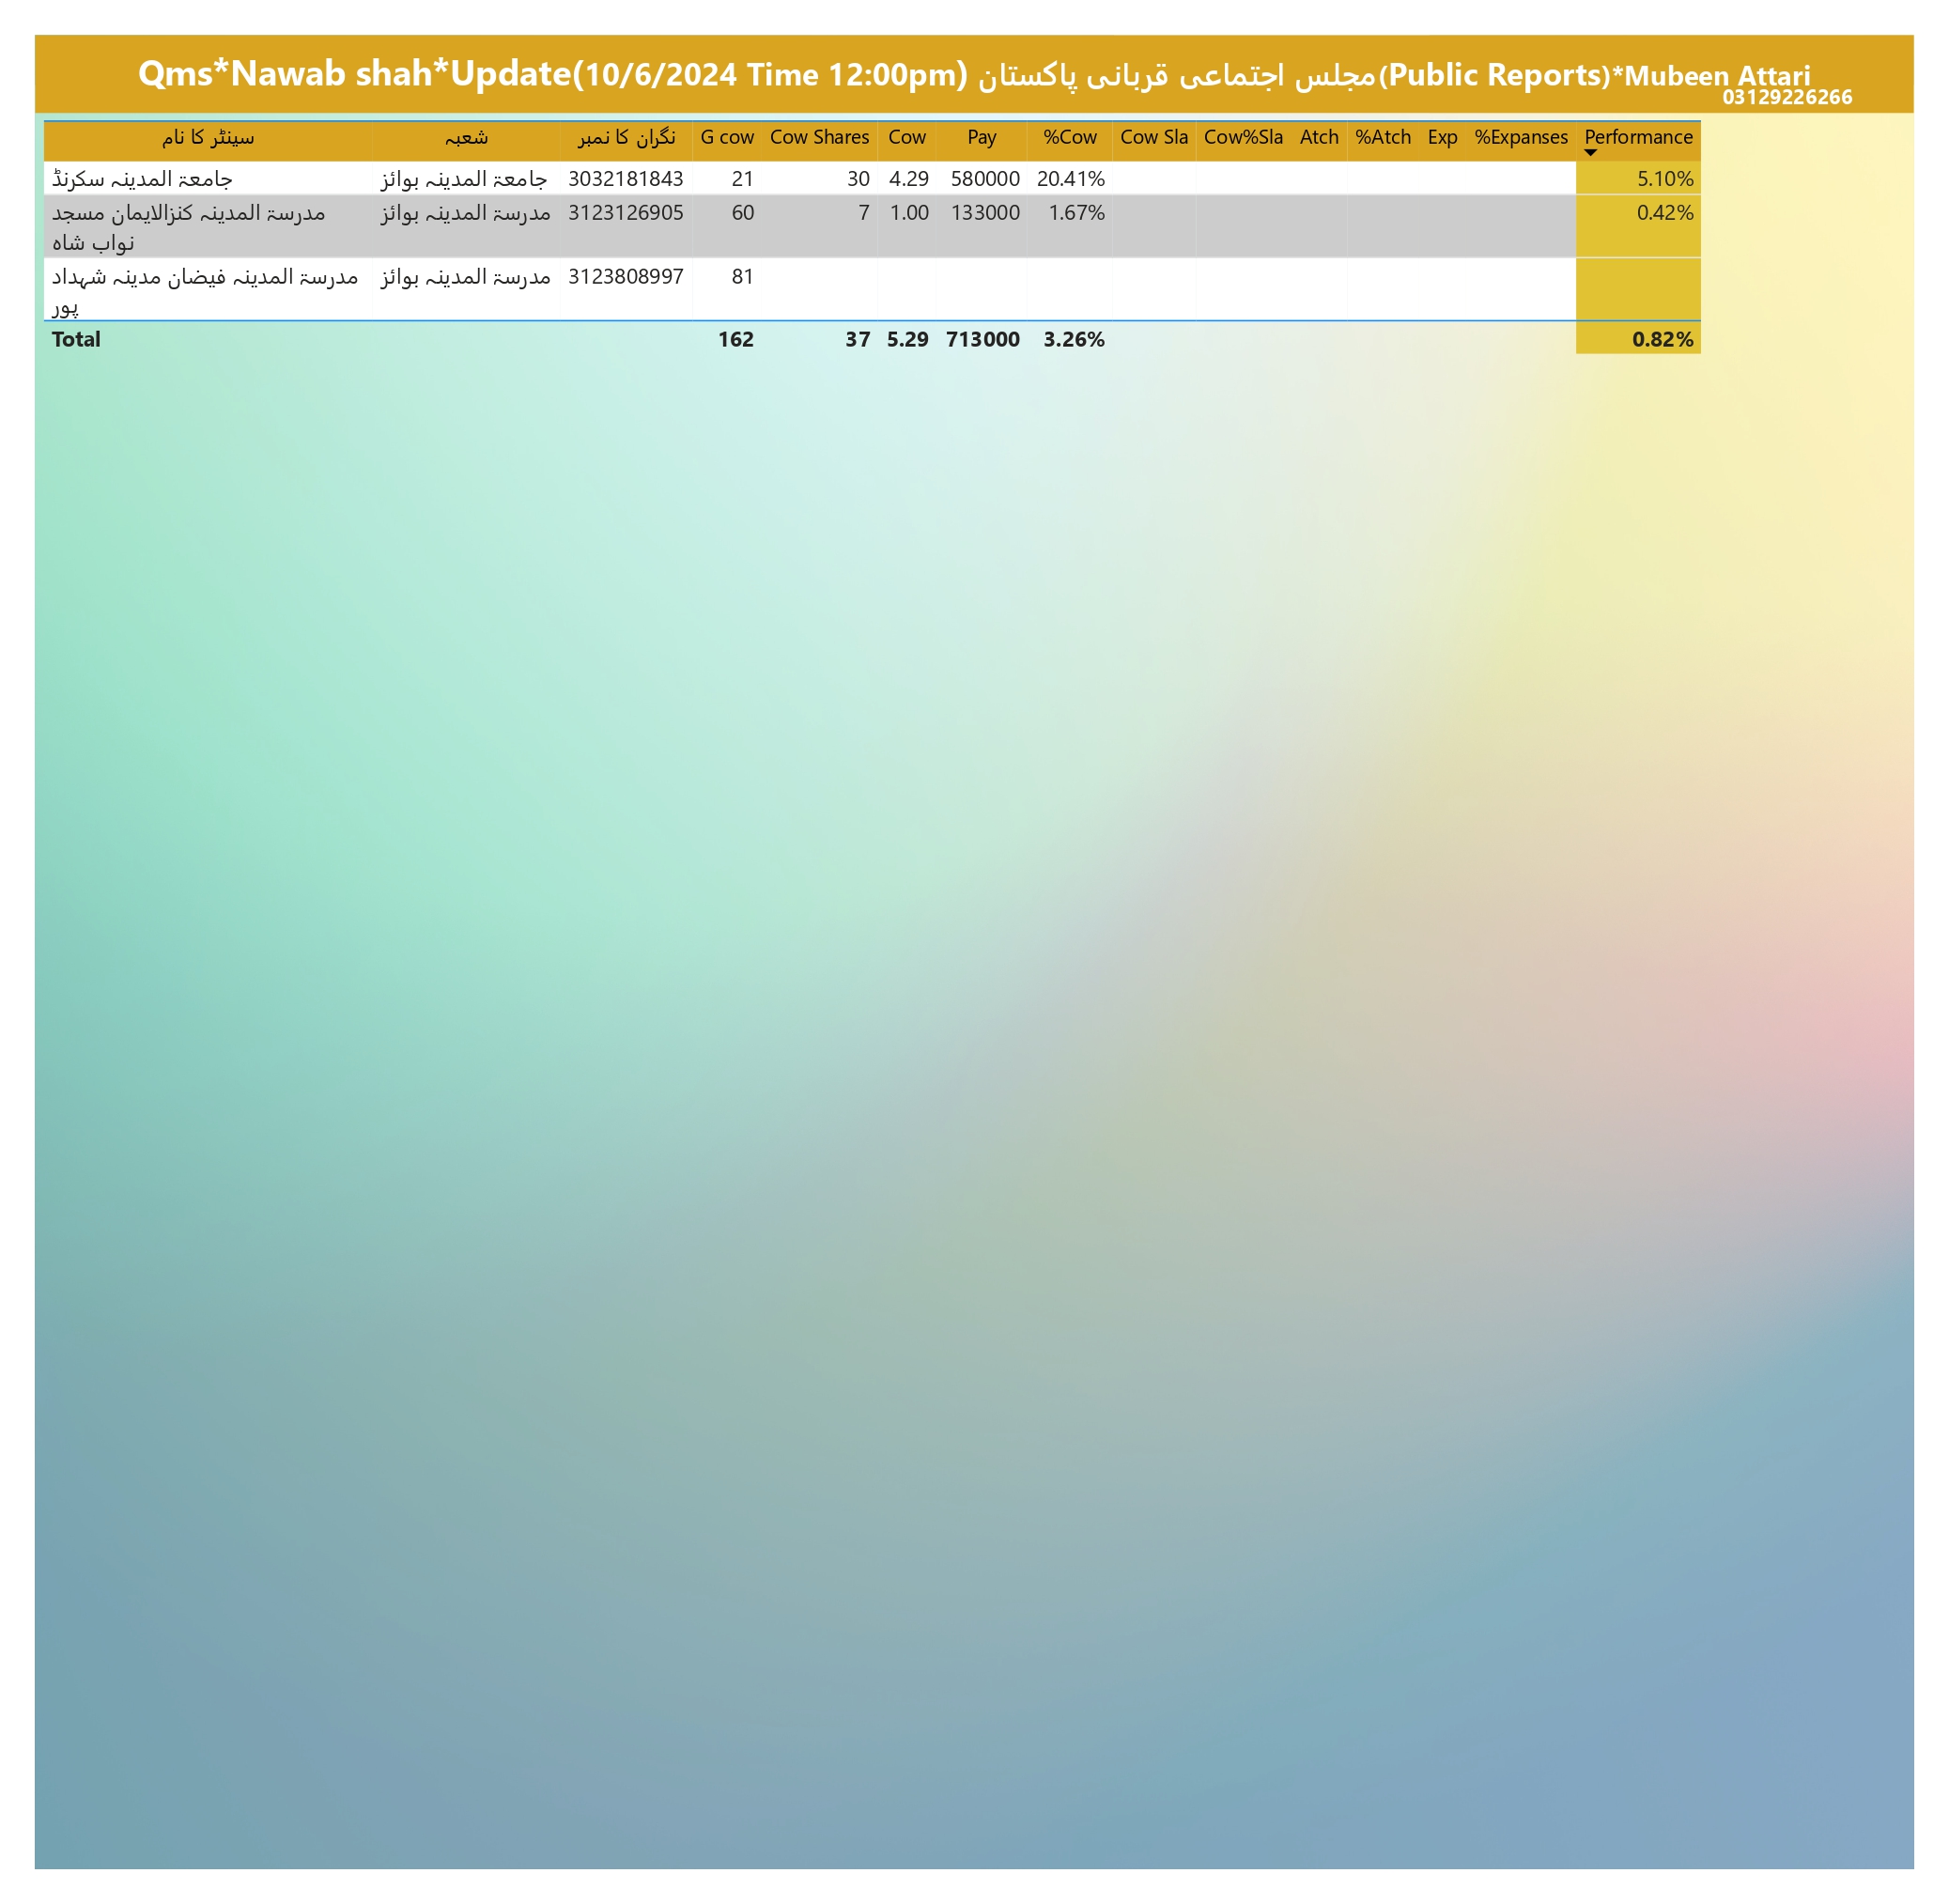 Qms*Nawab shah*Update(10/6/2024 Time 12:00pm) مجلس اجتماعی قربانی پاکستان(Public Reports)*Mubeen Attari
03129226266
سینٹر کا نام شعبہ نگران کا نمبر G cow Cow Shares Cow Pay %Cow Cow Sla Cow%Sla Atch %Atch Exp %Expanses Performance
جامعۃ المدینہ سکرنڈ جامعۃ المدینہ بوائز 3032181843 21 30 4.29 580000 20.41% 5.10%
مدرسۃ المدینہ کنزالایمان مسجد مدرسۃ المدینہ بوائز 3123126905 60 7 1.00 133000 1.67% 0.42%
نواب شاہ
مدرسۃ المدینہ فیضان مدینہ شہداد مدرسۃ المدینہ بوائز 3123808997 81
پور
Total 162 37 5.29 713000 3.26% 0.82%